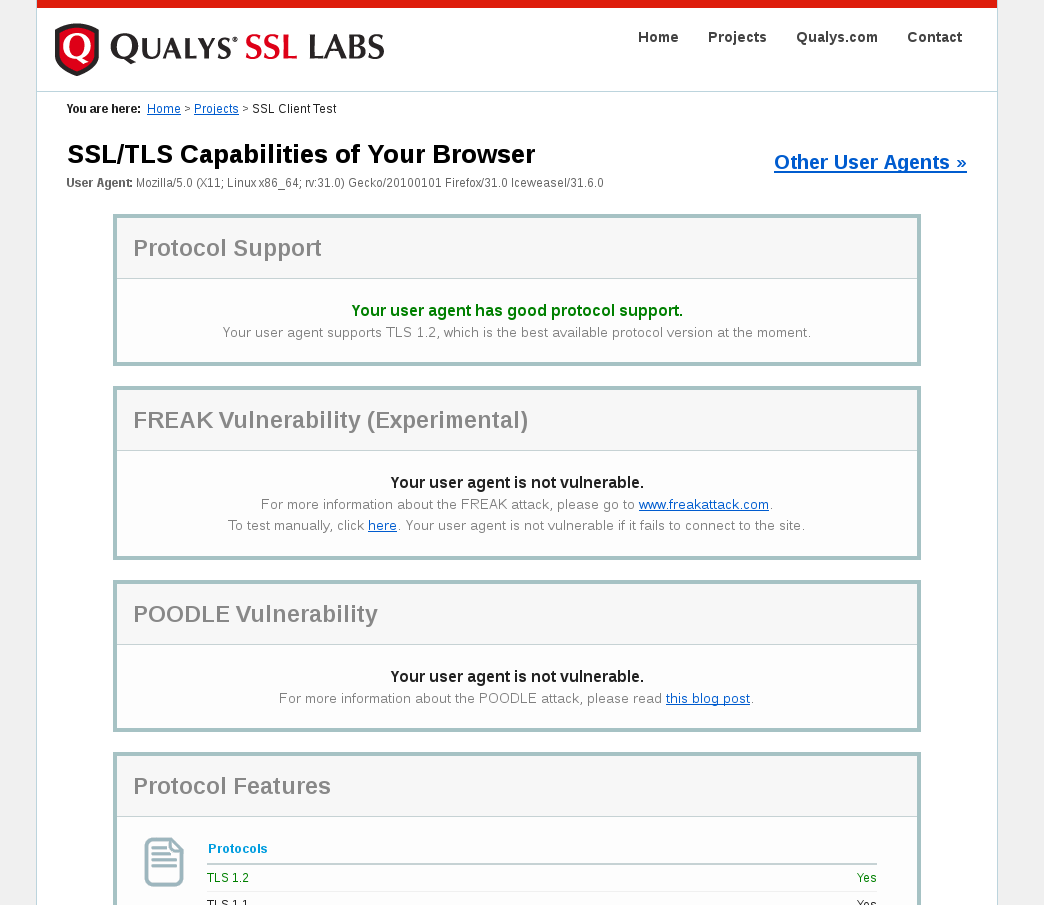 QUALYS® SSL LABS
Home Projects Qualys.com Contact
You are here: Home > Projects > SSL Client Test
SSL/TLS Capabilities of Your Browser
Other User Agents »
User Agent: Mozilla/5.0 (X11; Linux x86_64; rv:31.0) Gecko/20100101 Firefox/31.0 Iceweasel/31.6.0
Protocol Support
Your user agent has good protocol support.
Your user agent supports TLS 1.2, which is the best available protocol version at the moment.
FREAK Vulnerability (Experimental)
Your user agent is not vulnerable.
For more information about the FREAK attack, please go to www.freakattack.com.
To test manually, click here. Your user agent is not vulnerable if it fails to connect to the site.
POODLE Vulnerability
Your user agent is not vulnerable.
For more information about the POODLE attack, please read this blog post.
Protocol Features
Protocols
TLS 1.2 Yes
TLS 1.1 Yes